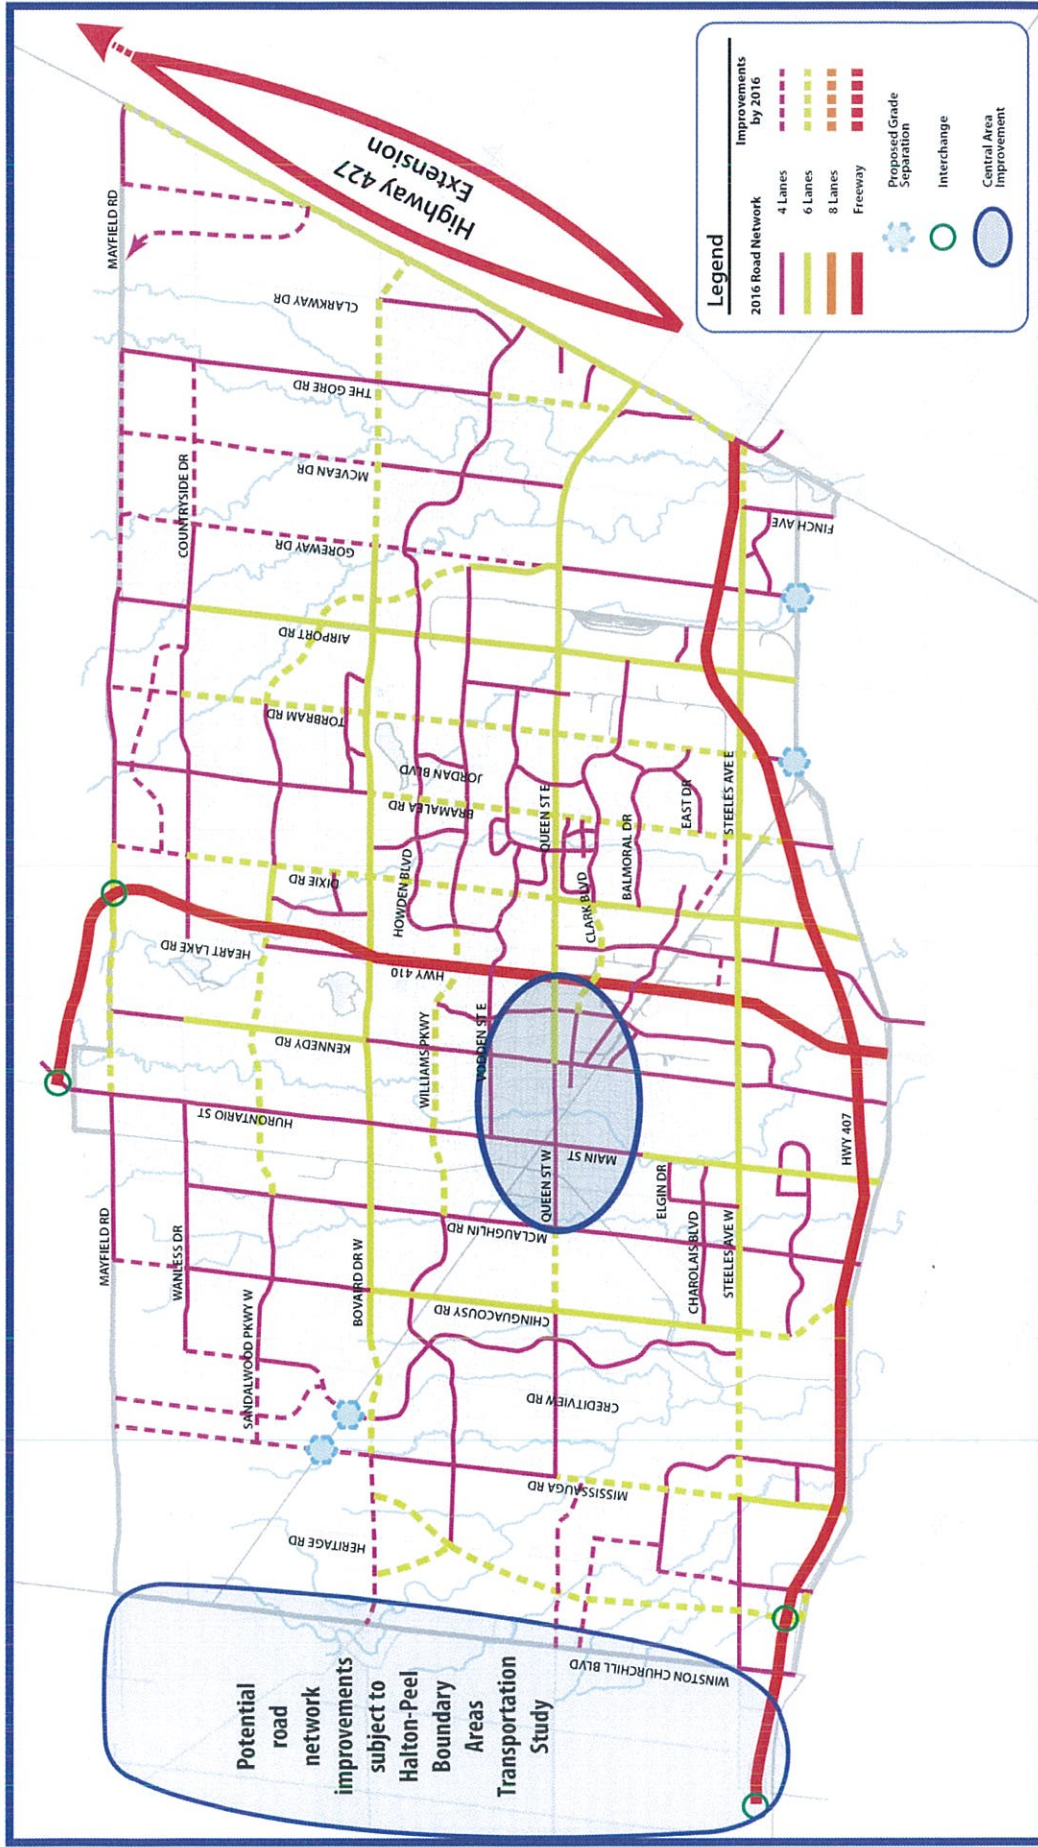 Potential
road
network
improvements
subject to
Halton-Peel
Boundary
Areas
Transportation
Study
Highway 427
Extension
MAYFIELD RD
MAYFIELD RD
WANLESS DR
COUNTRYSIDE DR
SANDALWOOD PKWY W
BOVAIRD DR W
WILLIAMS PKWY
HOWDEN BLVD
VODDEN ST E
QUEEN ST W
QUEEN ST E
CLARK BLVD
BALMORAL DR
EAST DR
ELGIN DR
CHAROLAIS BLVD
STEELES AVE W
STEELES AVE E
HWY 407
FINCH AVE
WINSTON CHURCHILL BLVD
HERITAGE RD
MISSISSAUGA RD
CREDITVIEW RD
CHINGUACOUSY RD
MCLAUGHLIN RD
HURONTARIO ST
MAIN ST
KENNEDY RD
HEART LAKE RD
HWY 410
DIXIE RD
BRAMALEA RD
JORDAN BLVD
TORBRAM RD
AIRPORT RD
GOREWAY DR
MCVEAN DR
THE GORE RD
CLARKWAY DR
Legend
2016 Road Network
Improvements
by 2016
4 Lanes
6 Lanes
8 Lanes
Freeway
Proposed Grade
Separation
Interchange
Central Area
Improvement